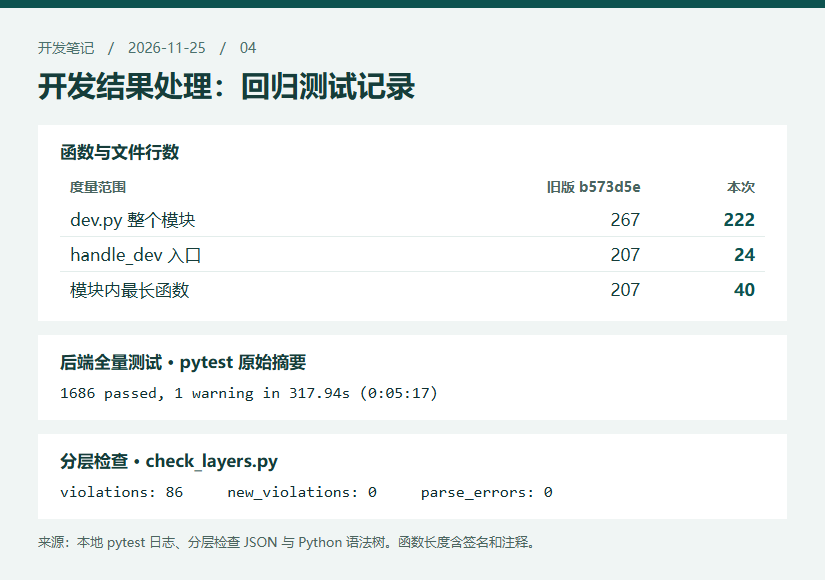 开发笔记 / 2026-11-25 / 04
开发结果处理：回归测试记录
函数与文件行数
度量范围 旧版 b573d5e 本次
dev.py 整个模块 267 222
handle_dev 入口 207 24
模块内最长函数 207 40
后端全量测试 • pytest 原始摘要
1686 passed, 1 warning in 317.94s (0:05:17)
分层检查 • check_layers.py
violations: 86 new_violations: 0 parse_errors: 0
来源：本地 pytest 日志、分层检查 JSON 与 Python 语法树。函数长度含签名和注释。